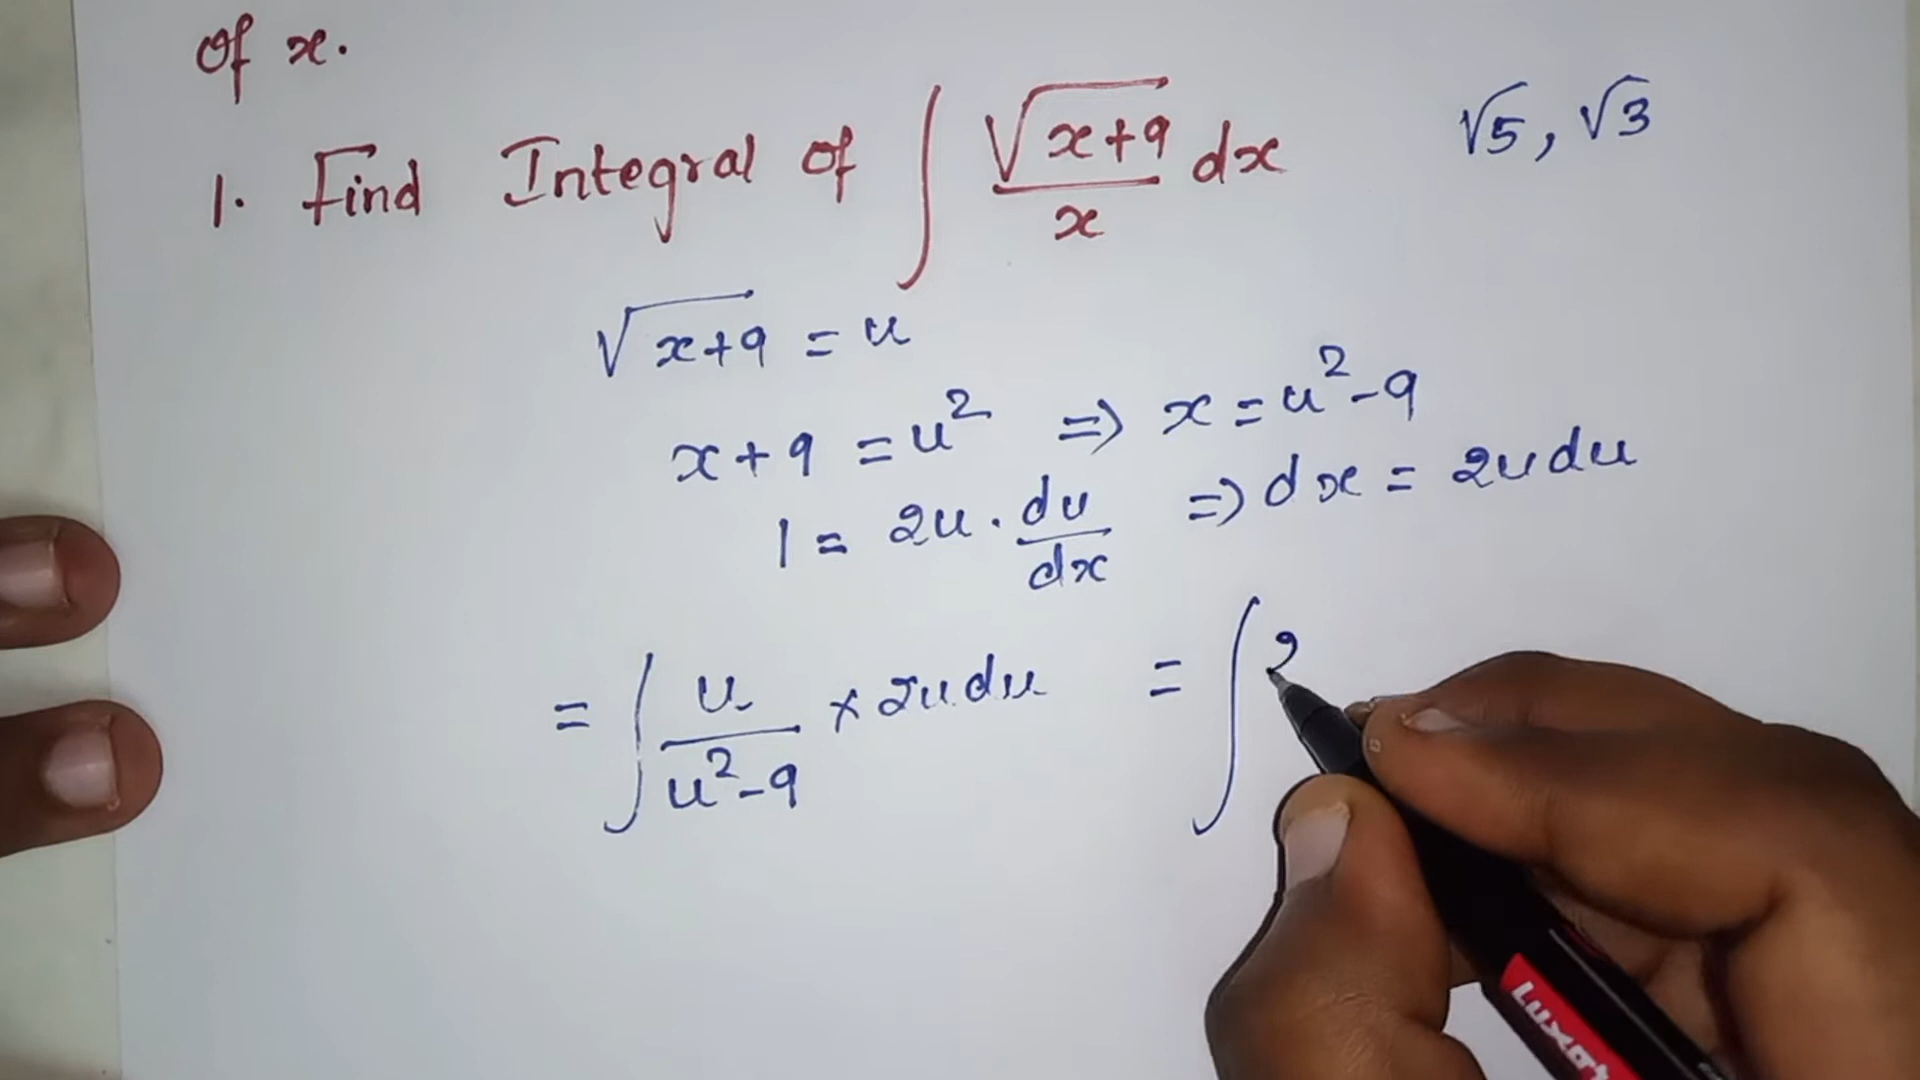 Of x.
1. Find Integral of ∫ √(x+9)/x dx √5, √3
√(x+9) = u
x+9 = u² ⇒ x = u²-9
1 = 2u · du/dx ⇒ dx = 2u du
= ∫ u/(u²-9) × 2u du = ∫ 2
Luxor